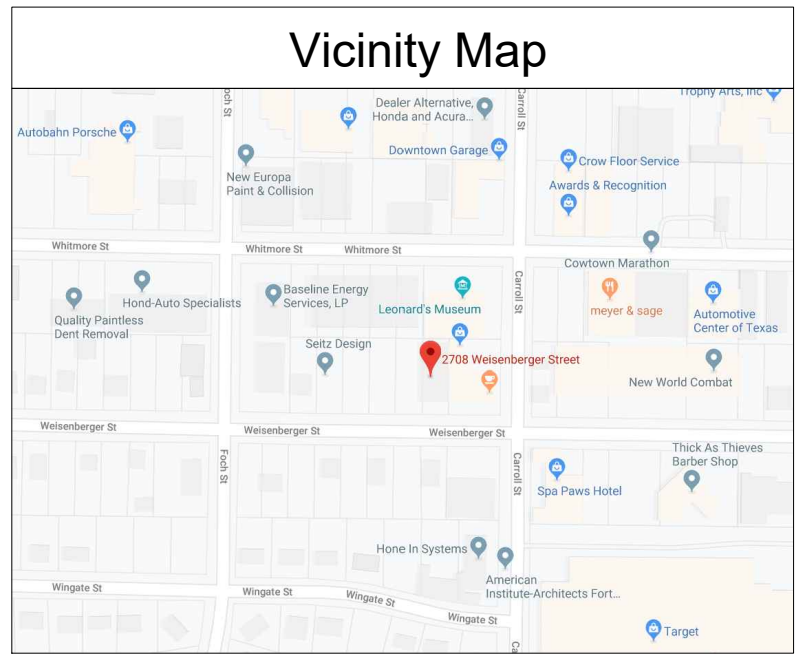 Vicinity Map
Trophy Arts, Inc
Dealer Alternative,
Honda and Acura...
Carroll St
Autobahn Porsche
Downtown Garage
Crow Floor Service
New Europa
Paint & Collision
Awards & Recognition
Whitmore St
Whitmore St
Whitmore St
Cowtown Marathon
Carroll St
Baseline Energy
Services, LP
Hond-Auto Specialists
Leonard's Museum
meyer & sage
Automotive
Center of Texas
Quality Paintless
Dent Removal
Seitz Design
2708 Weisenberger Street
New World Combat
Weisenberger St
Weisenberger St
Weisenberger St
Thick As Thieves
Barber Shop
Foch St
Carroll St
Spa Paws Hotel
Hone In Systems
American
Institute-Architects Fort...
Wingate St
Wingate St
Wingate St
Wingate St
Target